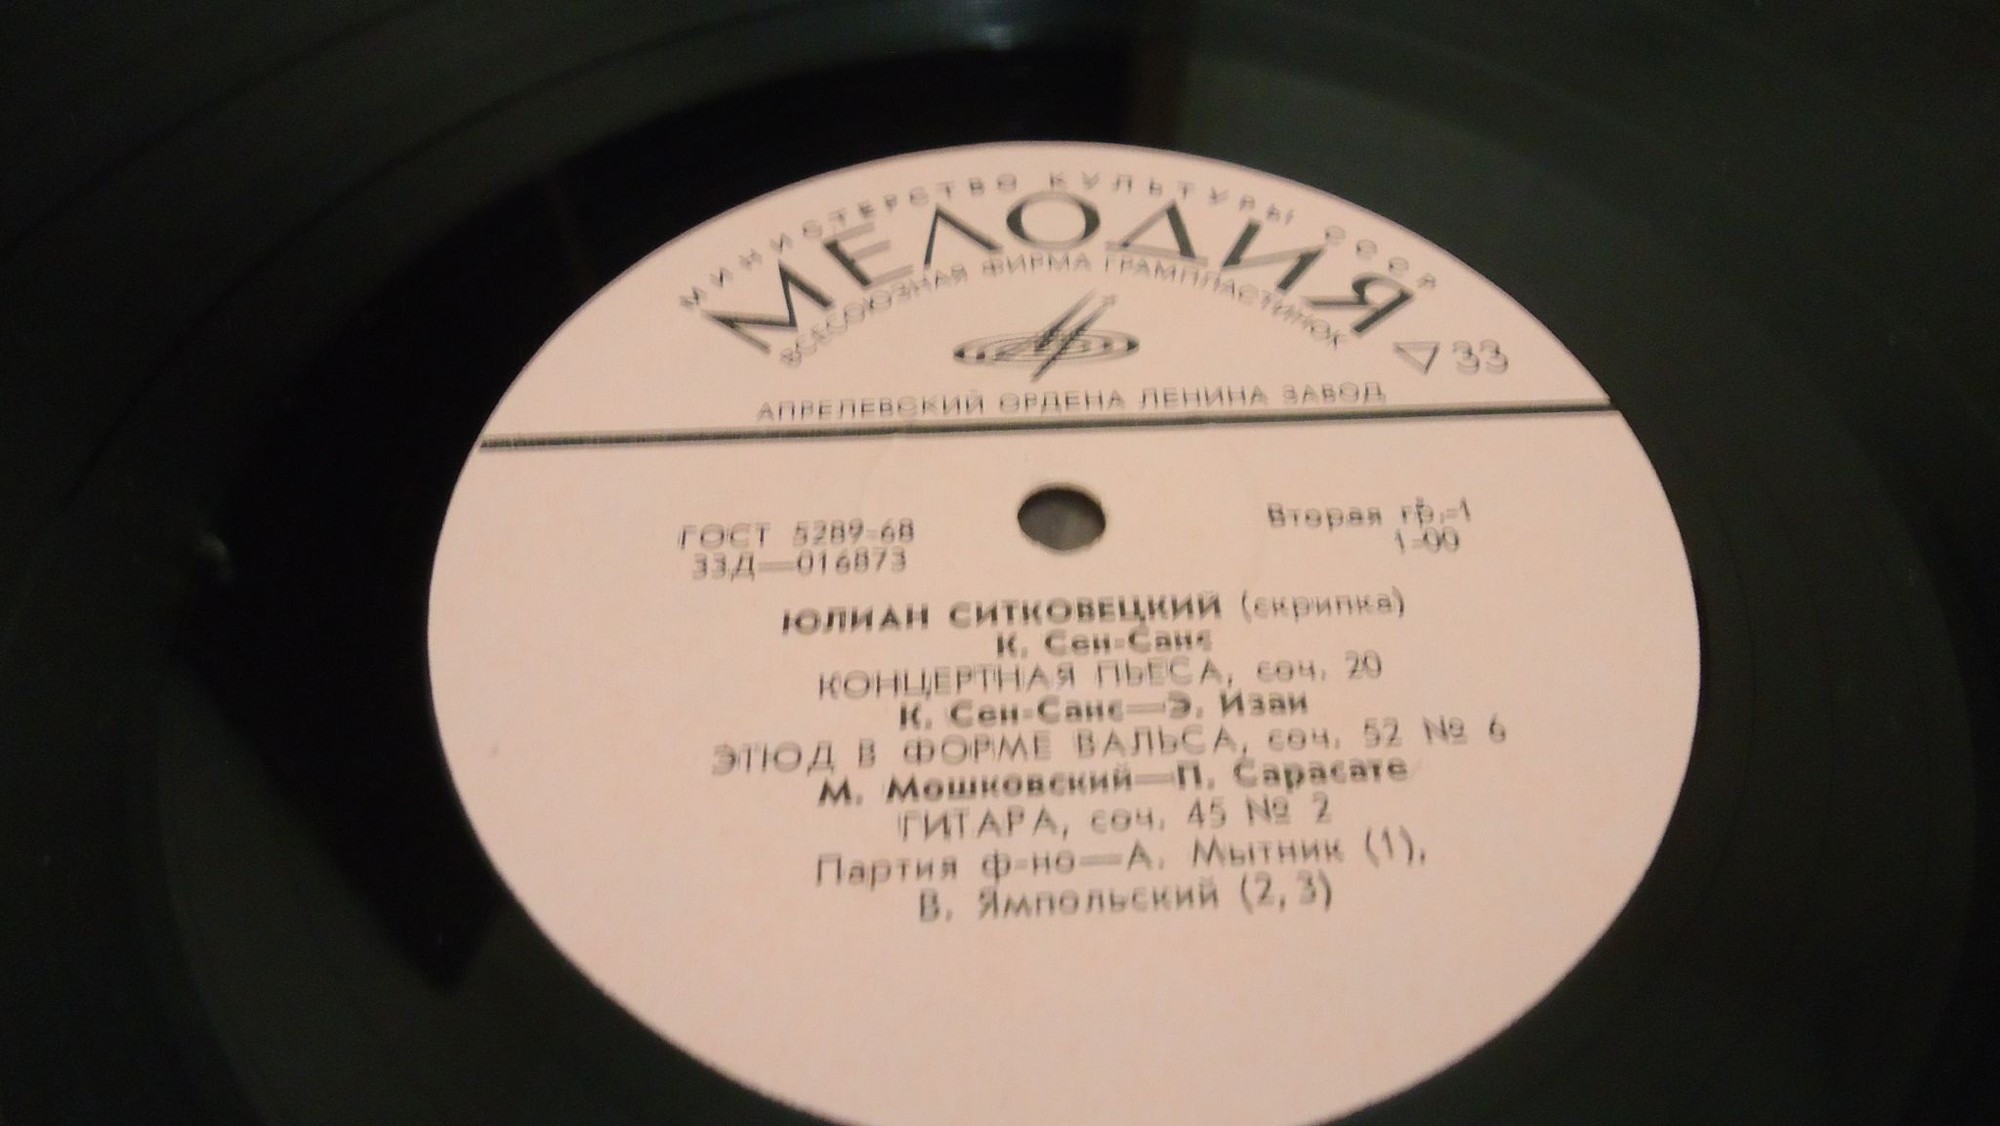 МИНИСТЕРСТВО КУЛЬТУРЫ СССР
МЕЛОДИЯ
ВСЕСОЮЗНАЯ ФИРМА ГРАМПЛАСТИНОК
▽ 33
АПРЕЛЕВСКИЙ ОРДЕНА ЛЕНИНА ЗАВОД
ГОСТ 5289-68
Вторая гр.-1
33Д—016873
1-00
ЮЛИАН СИТКОВЕЦКИЙ (скрипка)
К. Сен-Санс
КОНЦЕРТНАЯ ПЬЕСА, соч. 20
К. Сен-Санс—Э. Изаи
ЭТЮД В ФОРМЕ ВАЛЬСА, соч. 52 № 6
М. Мошковский—П. Сарасате
ГИТАРА, соч. 45 № 2
Партия ф-но—А. Мытник (1),
В. Ямпольский (2, 3)